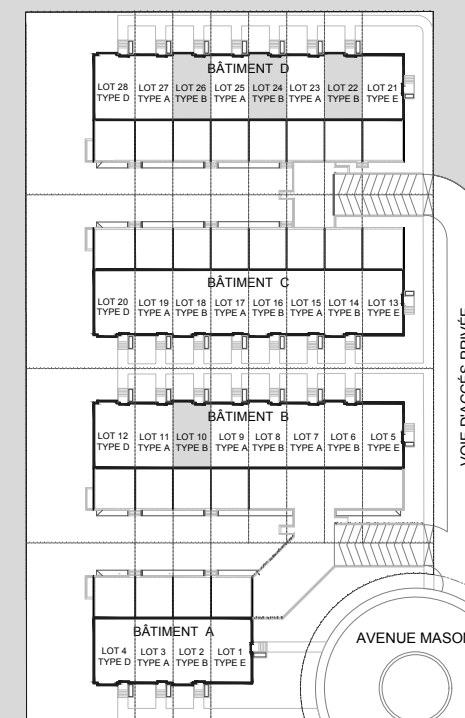 BÂTIMENT D
LOT 28 LOT 27 LOT 26 LOT 25 LOT 24 LOT 23 LOT 22 LOT 21
TYPE D TYPE A TYPE B TYPE A TYPE B TYPE A TYPE B TYPE E
BÂTIMENT C
LOT 20 LOT 19 LOT 18 LOT 17 LOT 16 LOT 15 LOT 14 LOT 13
TYPE D TYPE A TYPE B TYPE A TYPE B TYPE A TYPE B TYPE E
VOIE D'ACCÉS PRIVÉE
BÂTIMENT B
LOT 12 LOT 11 LOT 10 LOT 9 LOT 8 LOT 7 LOT 6 LOT 5
TYPE D TYPE A TYPE B TYPE A TYPE B TYPE A TYPE B TYPE E
BÂTIMENT A
LOT 4 LOT 3 LOT 2 LOT 1
TYPE D TYPE A TYPE B TYPE E
AVENUE MASON